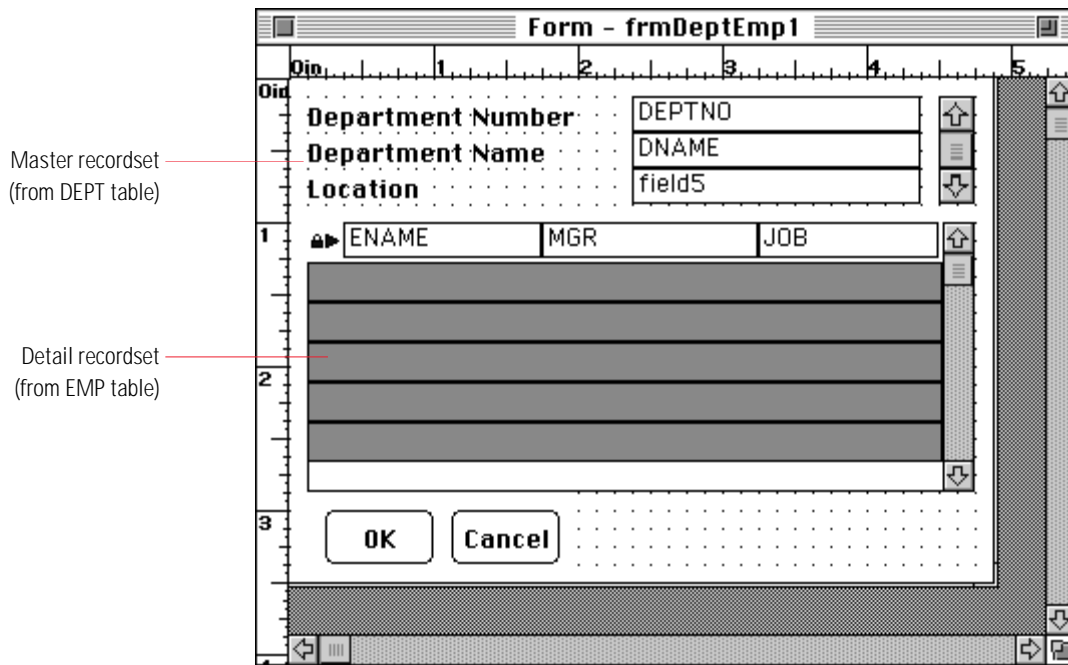 Form – frmDeptEmp1
0in 1 2 3 4 5
0in
Department Number DEPTNO
Department Name DNAME
Location field5
Master recordset
(from DEPT table)
1
ENAME MGR JOB
Detail recordset
(from EMP table)
2
3
OK Cancel